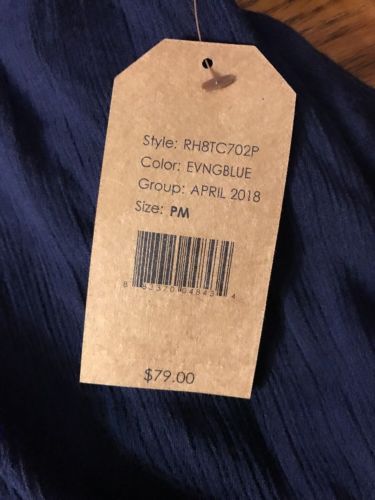 Style: RH8TC702P
Color: EVNGBLUE
Group: APRIL 2018
Size: PM
$79.00